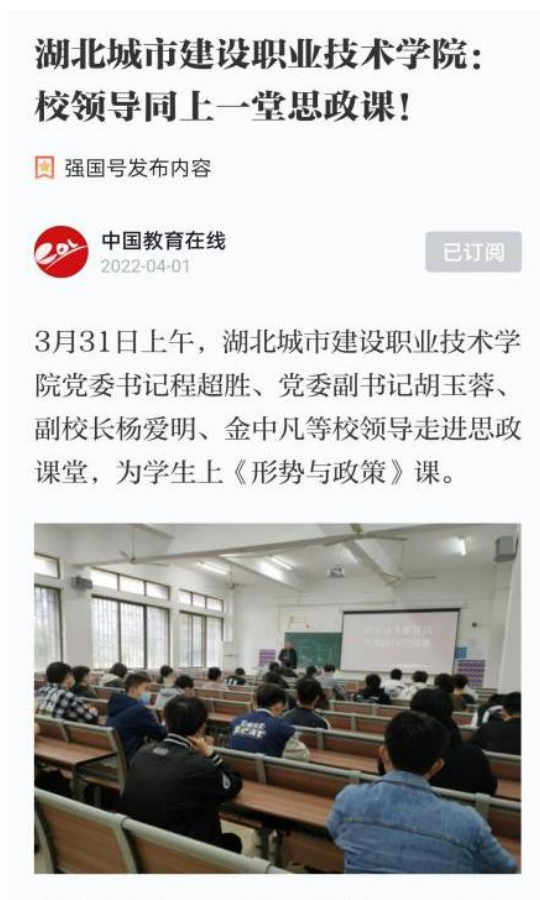 湖北城市建设职业技术学院：
校领导同上一堂思政课！
强国号发布内容
eol
中国教育在线
2022-04-01
已订阅
3月31日上午，湖北城市建设职业技术学
院党委书记程超胜、党委副书记胡玉蓉、
副校长杨爱明、金中凡等校领导走进思政
课堂，为学生上《形势与政策》课。